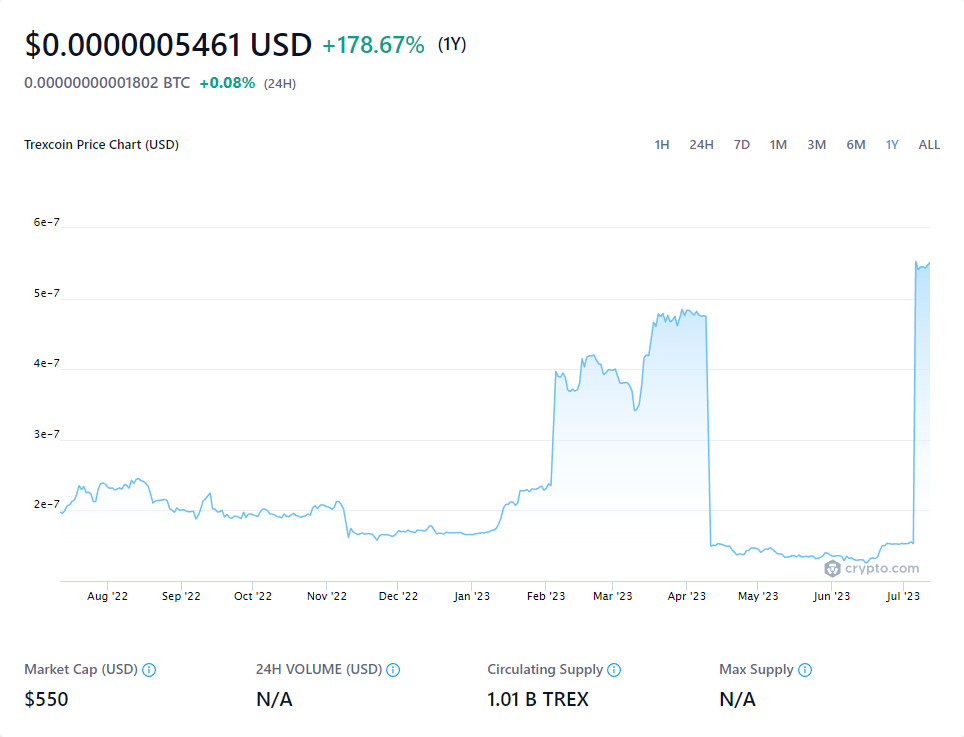 $0.0000005461 USD +178.67% (1Y)
0.00000000001802 BTC +0.08% (24H)
Trexcoin Price Chart (USD) 1H 24H 7D 1M 3M 6M 1Y ALL
6e-7
5e-7
4e-7
3e-7
2e-7
crypto.com
Aug '22 Sep '22 Oct '22 Nov '22 Dec '22 Jan '23 Feb '23 Mar '23 Apr '23 May '23 Jun '23 Jul '23
Market Cap (USD) 24H VOLUME (USD) Circulating Supply Max Supply
$550 N/A 1.01 B TREX N/A